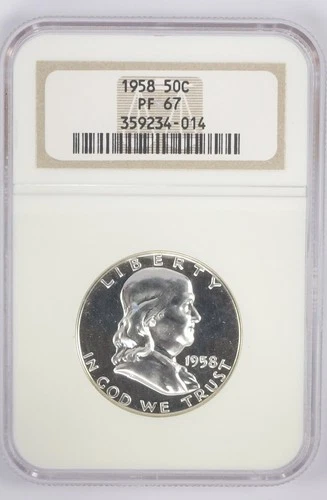 1958 50C
PF 67
359234-014
LIBERTY
1958
IN GOD WE TRUST